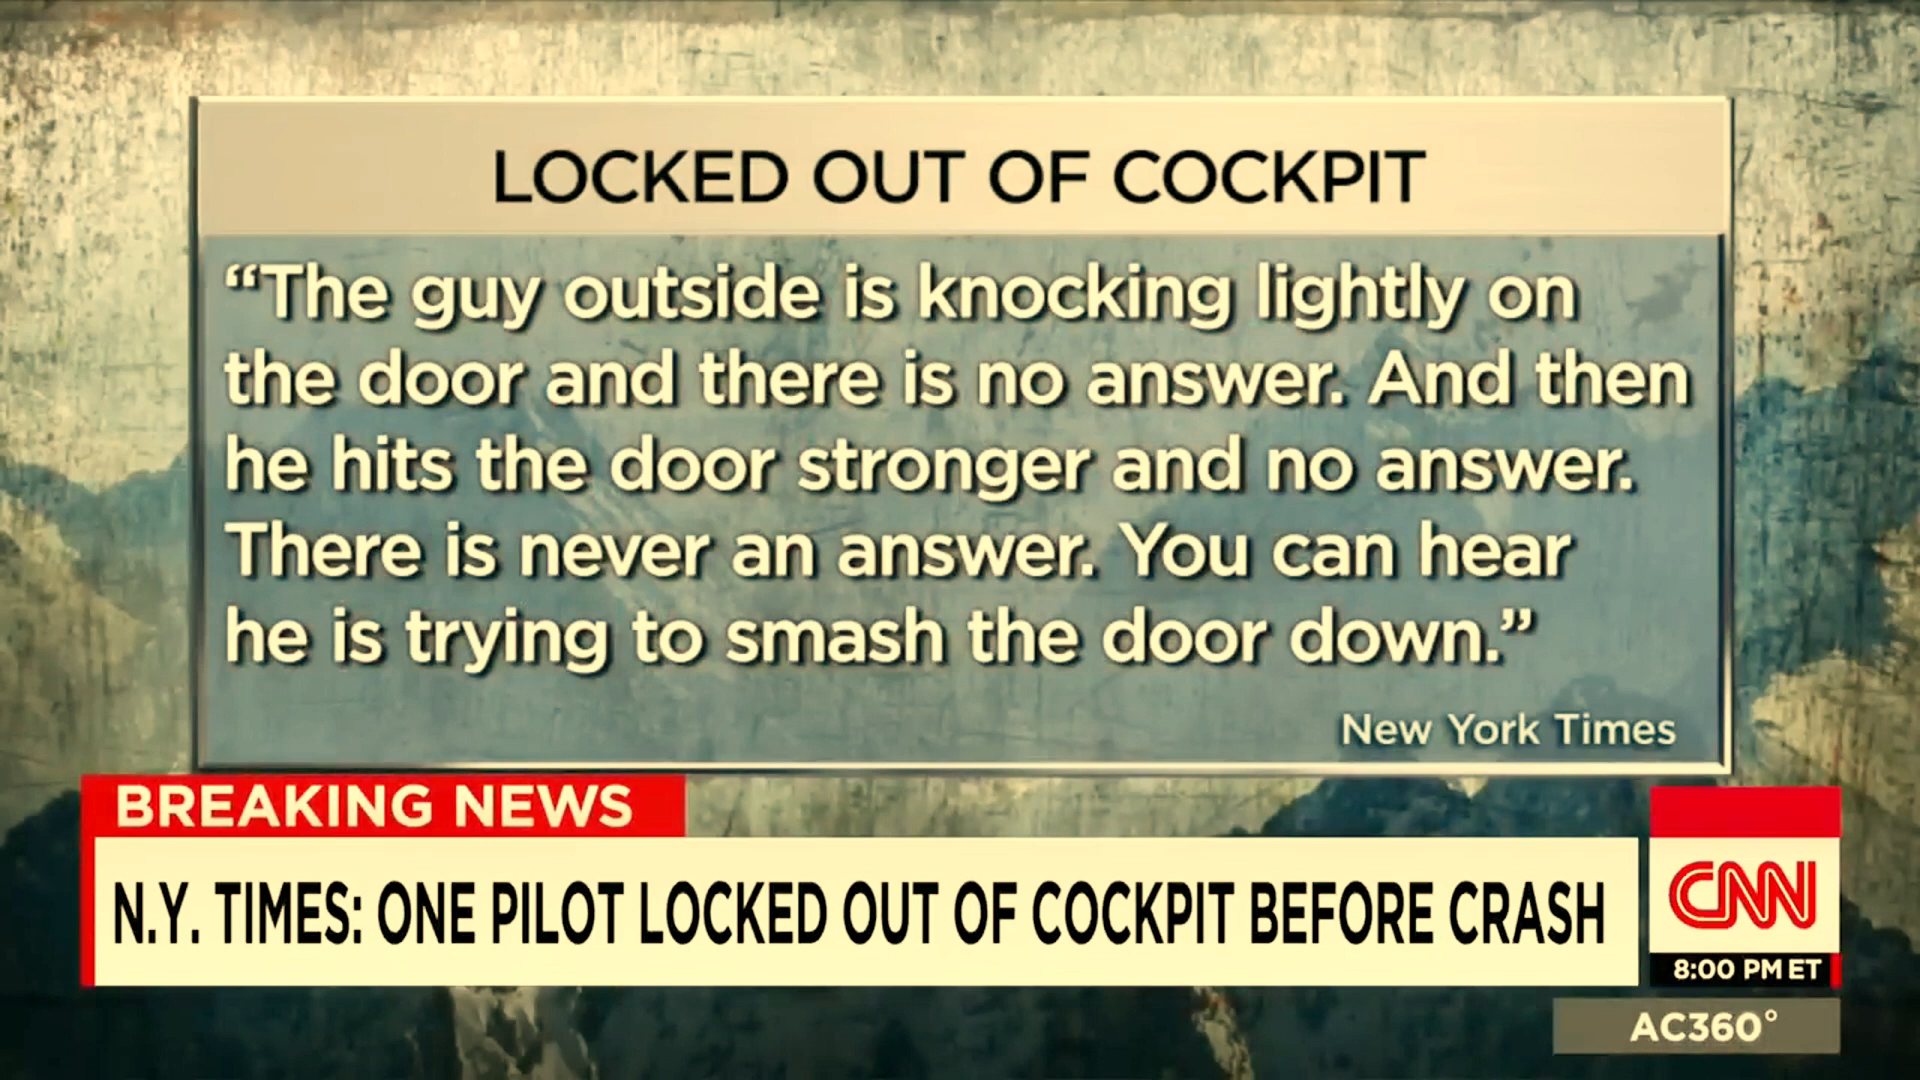 LOCKED OUT OF COCKPIT
“The guy outside is knocking lightly on
the door and there is no answer. And then
he hits the door stronger and no answer.
There is never an answer. You can hear
he is trying to smash the door down.”
New York Times
BREAKING NEWS
N.Y. TIMES: ONE PILOT LOCKED OUT OF COCKPIT BEFORE CRASH
CNN
8:00 PM ET
AC360°